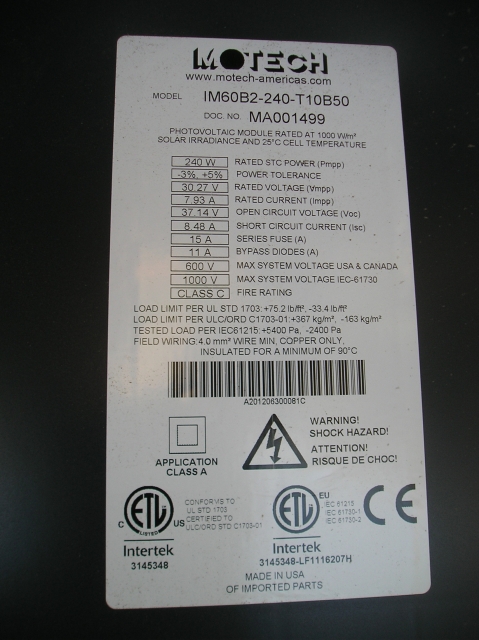 MOTECH
www.motech-americas.com
MODEL IM60B2-240-T10B50
DOC. NO. MA001499
PHOTOVOLTAIC MODULE RATED AT 1000 W/m²
SOLAR IRRADIANCE AND 25°C CELL TEMPERATURE
240 W RATED STC POWER (Pmpp)
-3%, +5% POWER TOLERANCE
30.27 V RATED VOLTAGE (Vmpp)
7.93 A RATED CURRENT (Impp)
37.14 V OPEN CIRCUIT VOLTAGE (Voc)
8.48 A SHORT CIRCUIT CURRENT (Isc)
15 A SERIES FUSE (A)
11 A BYPASS DIODES (A)
600 V MAX SYSTEM VOLTAGE USA & CANADA
1000 V MAX SYSTEM VOLTAGE IEC-61730
CLASS C FIRE RATING
LOAD LIMIT PER UL STD 1703:+75.2 lb/ft², -33.4 lb/ft²
LOAD LIMIT PER ULC/ORD C1703-01:+367 kg/m², -163 kg/m²
TESTED LOAD PER IEC61215:+5400 Pa, -2400 Pa
FIELD WIRING:4.0 mm² WIRE MIN, COPPER ONLY,
INSULATED FOR A MINIMUM OF 90°C
A201206300081C
APPLICATION
CLASS A
WARNING!
SHOCK HAZARD!
ATTENTION!
RISQUE DE CHOC!
C ETL US
LISTED
Intertek
3145348
CONFORMS TO
UL STD 1703
CERTIFIED TO
ULC/ORD STD C1703-01
ETL EU
Intertek
3145348-LF1116207H
IEC 61215
IEC 61730-1
IEC 61730-2
CE
MADE IN USA
OF IMPORTED PARTS